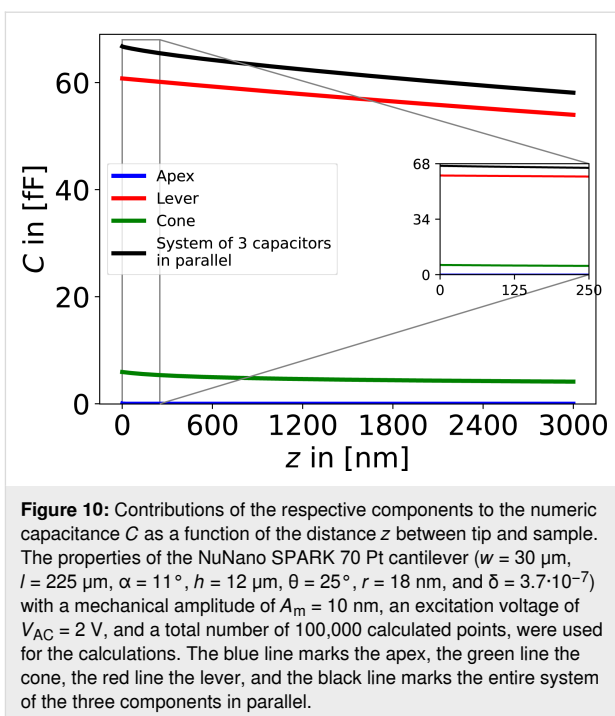 60
40
20
0
C in [fF]
Apex
Lever
Cone
System of 3 capacitors
in parallel
68
34
0
0 125 250
0 600 1200 1800 2400 3000
z in [nm]
Figure 10: Contributions of the respective components to the numeric
capacitance C as a function of the distance z between tip and sample.
The properties of the NuNano SPARK 70 Pt cantilever (w = 30 µm,
l = 225 µm, α = 11°, h = 12 µm, θ = 25°, r = 18 nm, and δ = 3.7·10⁻⁷)
with a mechanical amplitude of Aₘ = 10 nm, an excitation voltage of
V_AC = 2 V, and a total number of 100,000 calculated points, were used
for the calculations. The blue line marks the apex, the green line the
cone, the red line the lever, and the black line marks the entire system
of the three components in parallel.